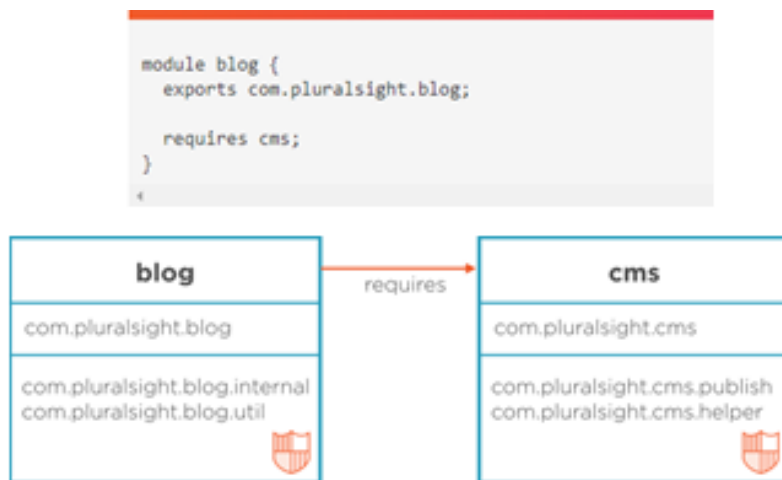 module blog {
exports com.pluralsight.blog;
requires cms;
}
blog
requires
cms
com.pluralsight.blog
com.pluralsight.cms
com.pluralsight.blog.internal
com.pluralsight.blog.util
com.pluralsight.cms.publish
com.pluralsight.cms.helper